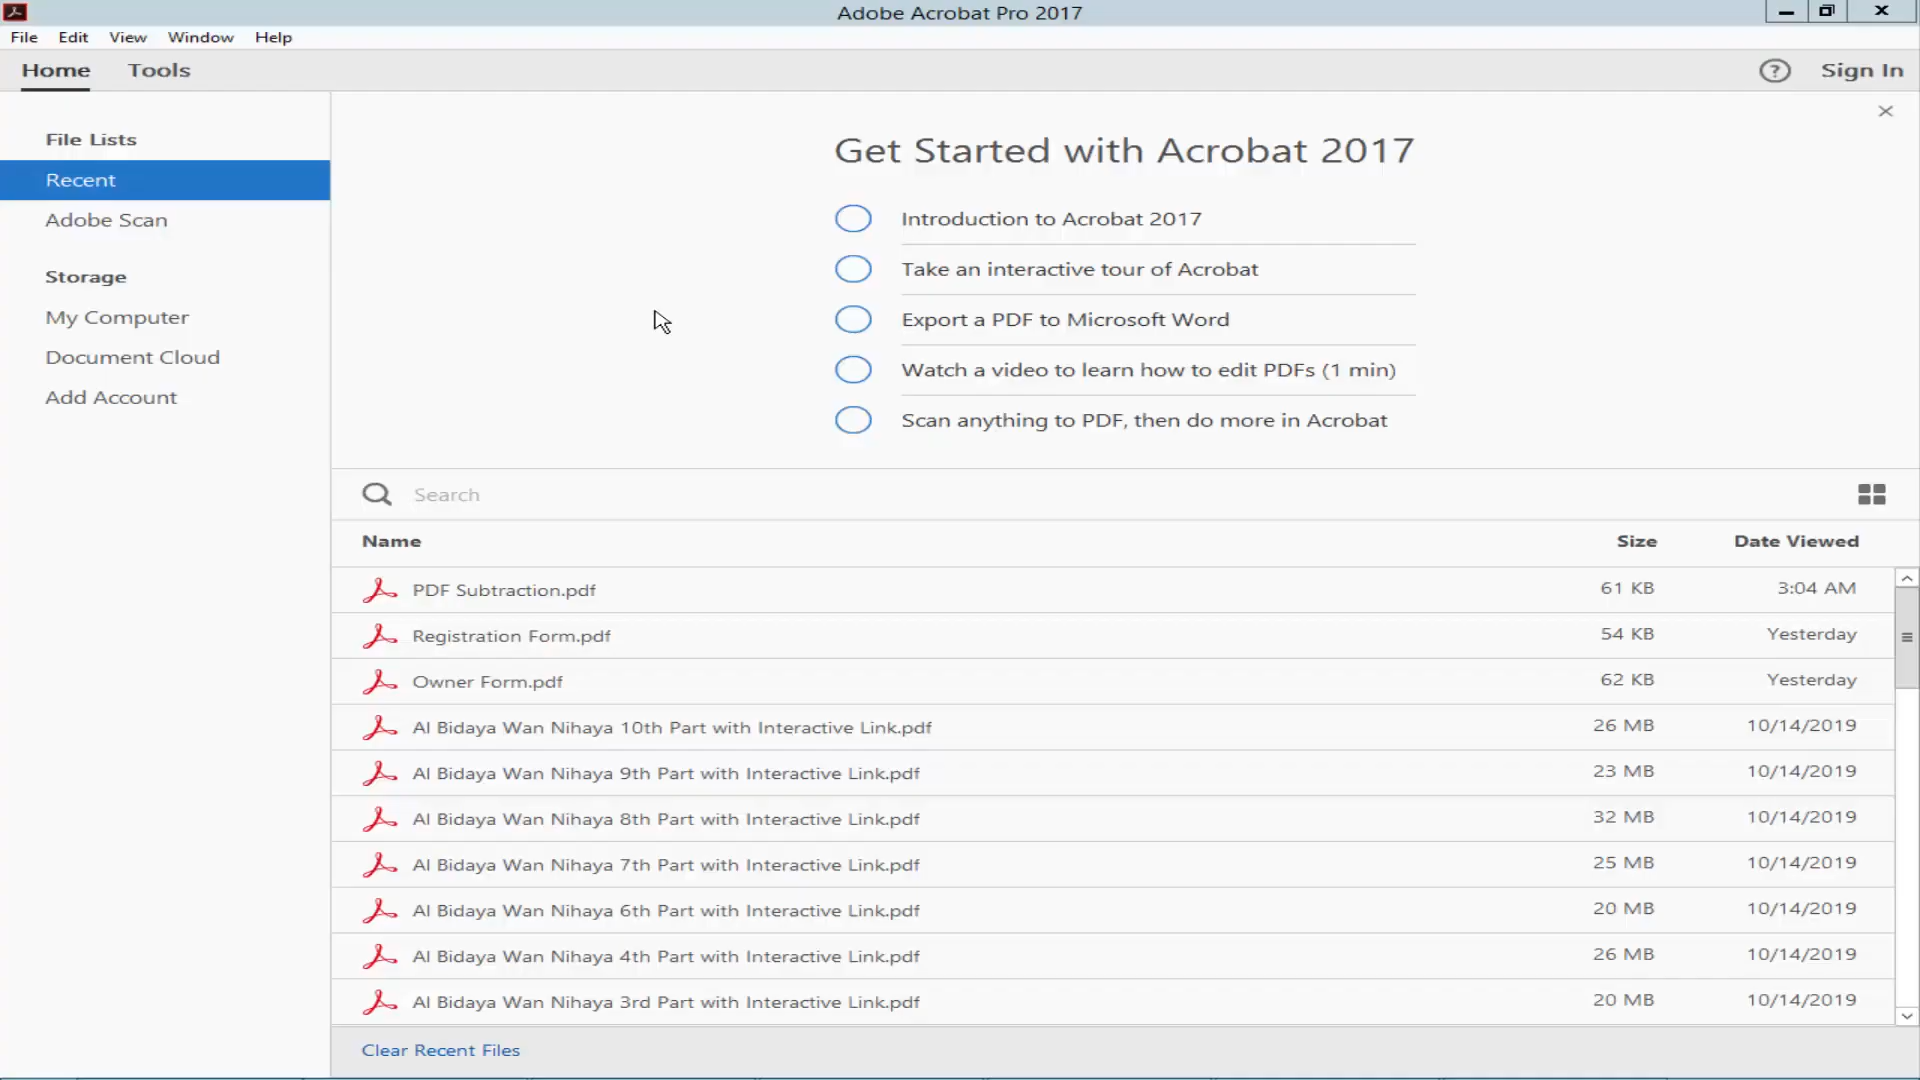 Adobe Acrobat Pro 2017
File Edit View Window Help
Home Tools
? Sign In
File Lists
Recent
Adobe Scan
Storage
My Computer
Document Cloud
Add Account
Get Started with Acrobat 2017
Introduction to Acrobat 2017
Take an interactive tour of Acrobat
Export a PDF to Microsoft Word
Watch a video to learn how to edit PDFs (1 min)
Scan anything to PDF, then do more in Acrobat
Search
Name Size Date Viewed
PDF Subtraction.pdf 61 KB 3:04 AM
Registration Form.pdf 54 KB Yesterday
Owner Form.pdf 62 KB Yesterday
Al Bidaya Wan Nihaya 10th Part with Interactive Link.pdf 26 MB 10/14/2019
Al Bidaya Wan Nihaya 9th Part with Interactive Link.pdf 23 MB 10/14/2019
Al Bidaya Wan Nihaya 8th Part with Interactive Link.pdf 32 MB 10/14/2019
Al Bidaya Wan Nihaya 7th Part with Interactive Link.pdf 25 MB 10/14/2019
Al Bidaya Wan Nihaya 6th Part with Interactive Link.pdf 20 MB 10/14/2019
Al Bidaya Wan Nihaya 4th Part with Interactive Link.pdf 26 MB 10/14/2019
Al Bidaya Wan Nihaya 3rd Part with Interactive Link.pdf 20 MB 10/14/2019
Clear Recent Files